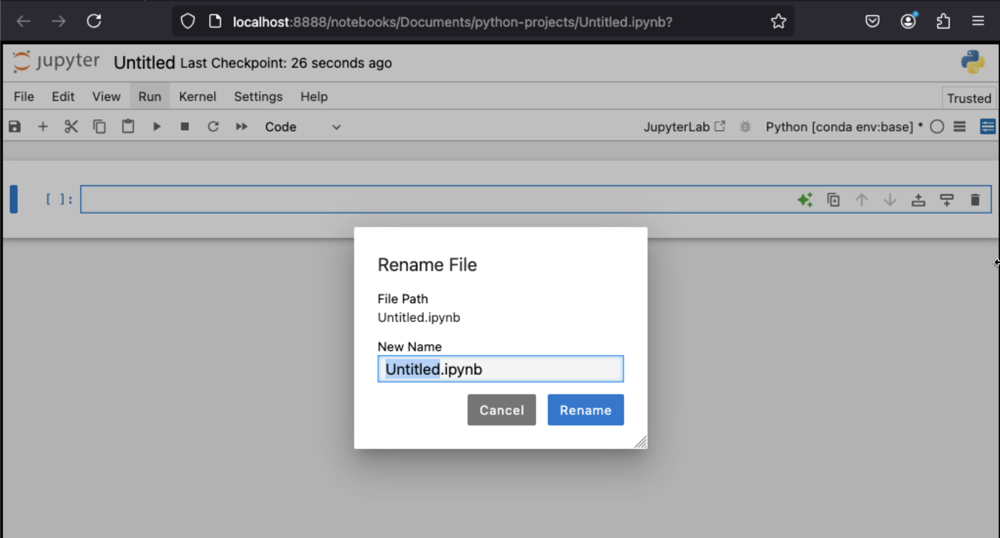 localhost:8888/notebooks/Documents/python-projects/Untitled.ipynb?
jupyter Untitled Last Checkpoint: 26 seconds ago
File Edit View Run Kernel Settings Help Trusted
Code JupyterLab Python [conda env:base] *
[ ]:
Rename File
File Path
Untitled.ipynb
New Name
Untitled.ipynb
Cancel Rename